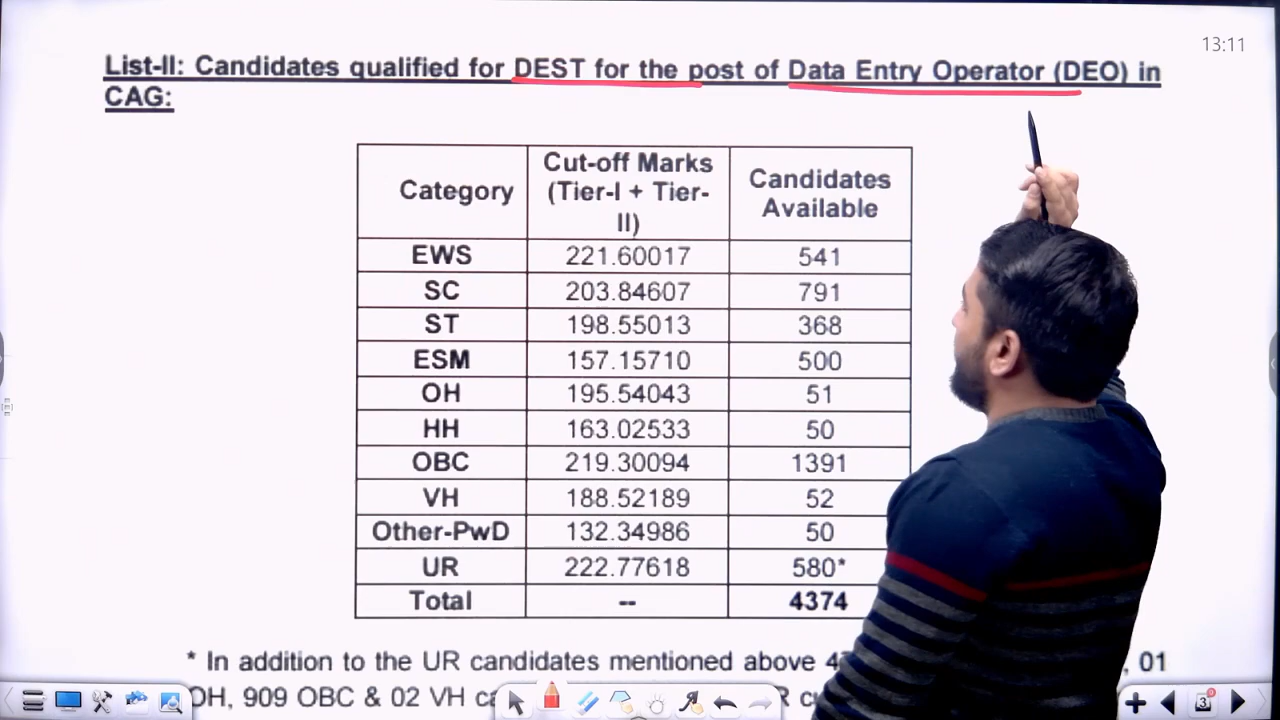 13:11
List-II: Candidates qualified for DEST for the post of Data Entry Operator (DEO) in
CAG:
Category Cut-off Marks (Tier-I + Tier-II) Candidates Available
EWS 221.60017 541
SC 203.84607 791
ST 198.55013 368
ESM 157.15710 500
OH 195.54043 51
HH 163.02533 50
OBC 219.30094 1391
VH 188.52189 52
Other-PwD 132.34986 50
UR 222.77618 580*
Total -- 4374
* In addition to the UR candidates mentioned above 01
OH, 909 OBC & 02 VH
3